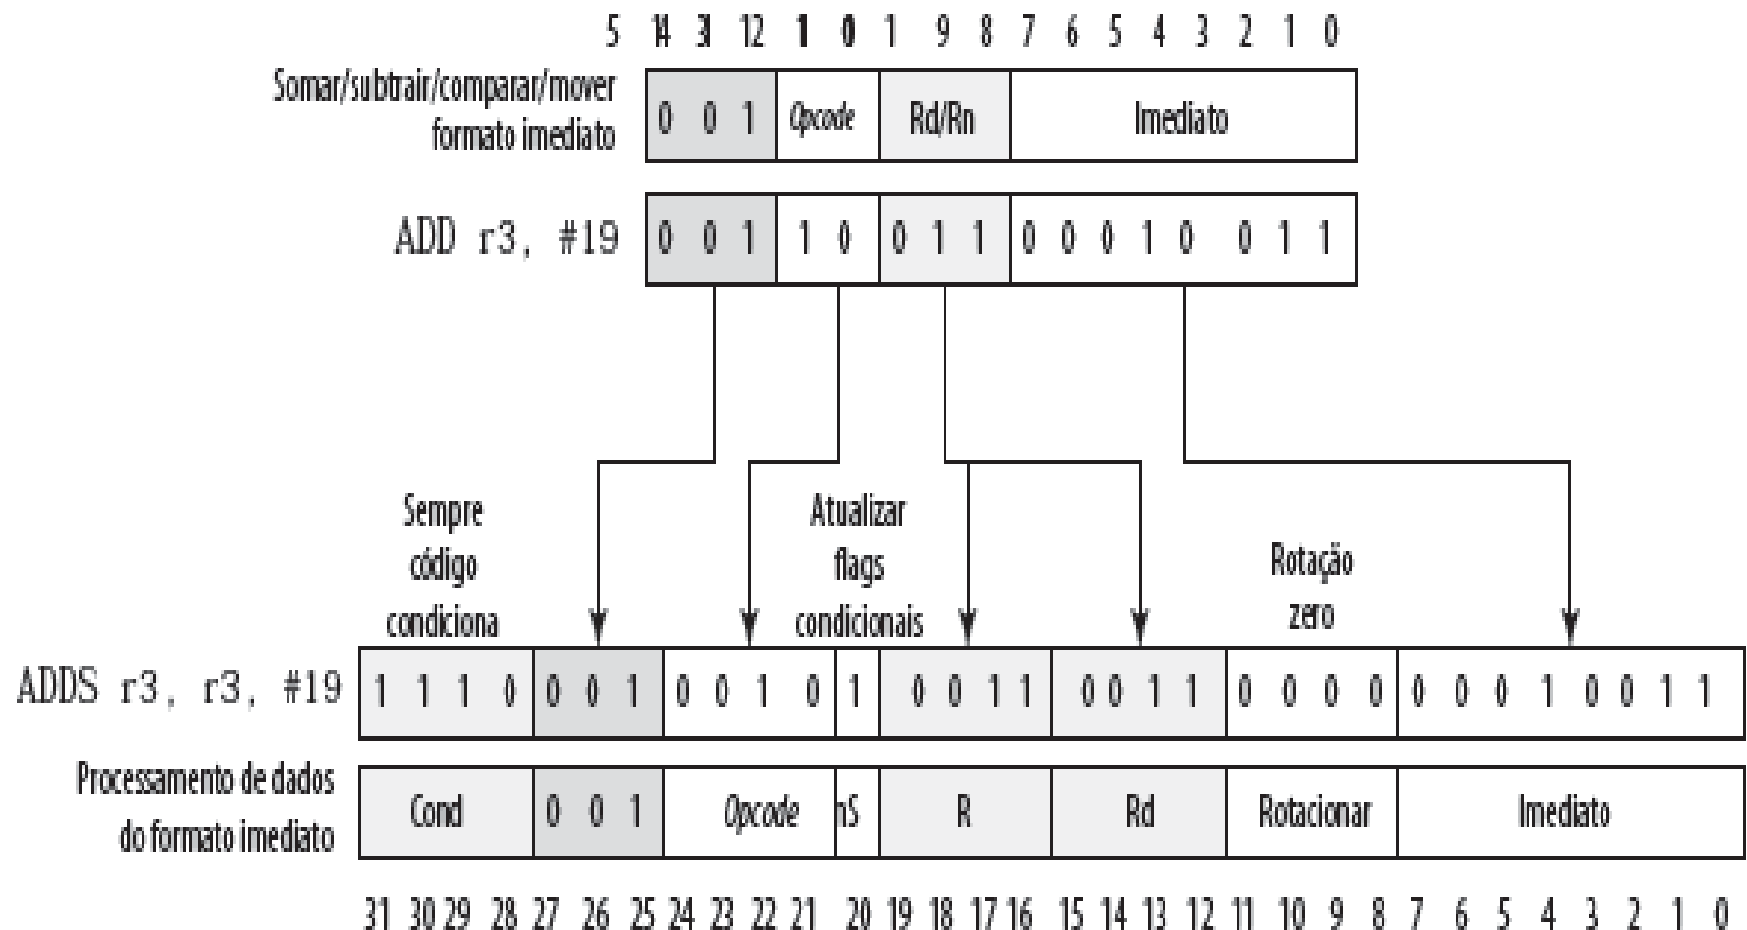 5 14 3 12 1 0 1 9 8 7 6 5 4 3 2 1 0
Somar/subtrair/comparar/mover
formato imediato
0 0 1 Opcode Rd/Rn Imediato
ADD r3, #19 0 0 1 1 0 0 1 1 0 0 0 1 0 0 1 1
Sempre
código
condiciona
Atualizar
flags
condicionais
Rotação
zero
ADDS r3, r3, #19 1 1 1 0 0 0 1 0 0 1 0 1 0 0 1 1 0 0 1 1 0 0 0 0 0 0 0 1 0 0 1 1
Processamento de dados
do formato imediato
Cond 0 0 1 Opcode nS R Rd Rotacionar Imediato
31 30 29 28 27 26 25 24 23 22 21 20 19 18 17 16 15 14 13 12 11 10 9 8 7 6 5 4 3 2 1 0